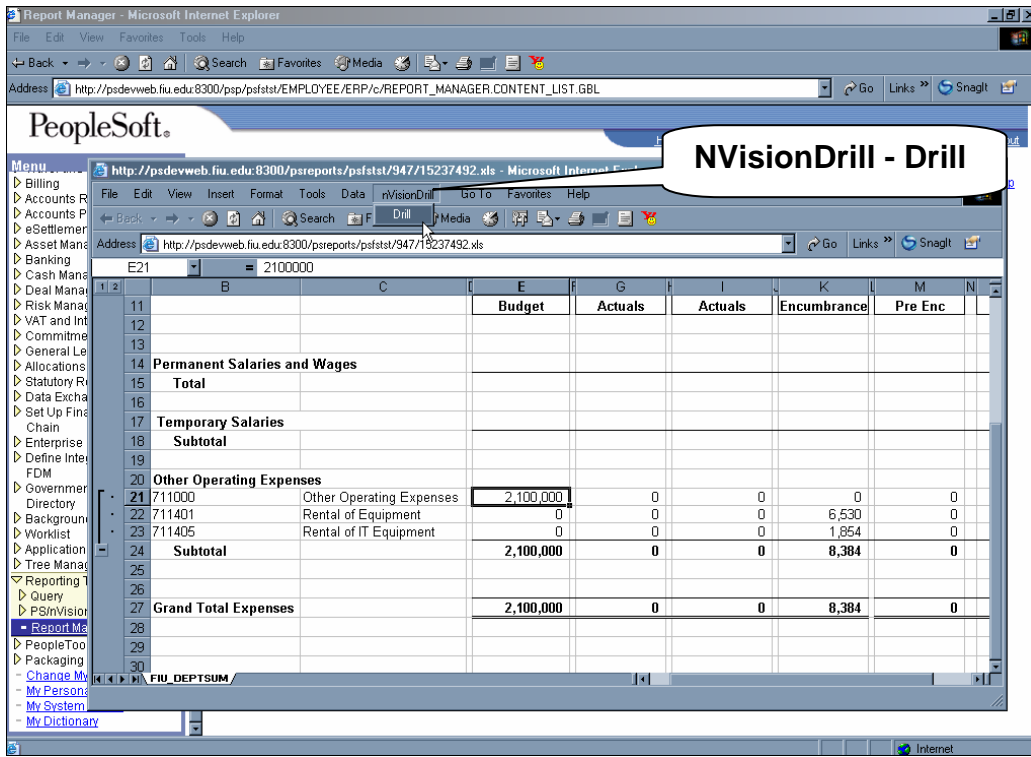 Report Manager - Microsoft Internet Explorer
File Edit View Favorites Tools Help
Back Search Favorites Media
Address http://psdevweb.fiu.edu:8300/psp/psfstst/EMPLOYEE/ERP/c/REPORT_MANAGER.CONTENT_LIST.GBL Go Links » SnagIt
PeopleSoft.
NVisionDrill - Drill
Menu
http://psdevweb.fiu.edu:8300/psreports/psfstst/947/15237492.xls - Microsoft Internet Explorer
File Edit View Insert Format Tools Data nVisionDrill Go To Favorites Help
Back Search Drill Media
Address http://psdevweb.fiu.edu:8300/psreports/psfstst/947/15237492.xls Go Links » SnagIt
E21 = 2100000
1 2 B C E F G H I J K L M N
11 Budget Actuals Actuals Encumbrance Pre Enc
12
13
14 Permanent Salaries and Wages
15 Total
16
17 Temporary Salaries
18 Subtotal
19
20 Other Operating Expenses
21 711000 Other Operating Expenses 2,100,000 0 0 0 0
22 711401 Rental of Equipment 0 0 0 6,530 0
23 711405 Rental of IT Equipment 0 0 0 1,854 0
24 Subtotal 2,100,000 0 0 8,384 0
25
26
27 Grand Total Expenses 2,100,000 0 0 8,384 0
28
29
30
FIU_DEPTSUM
Billing
Accounts R
Accounts P
eSettlemen
Asset Mana
Banking
Cash Mana
Deal Manag
Risk Manag
VAT and Int
Commitme
General Le
Allocations
Statutory R
Data Excha
Set Up Fina
Chain
Enterprise
Define Inte
FDM
Governmen
Directory
Background
Worklist
Application
Tree Manag
Reporting T
Query
PS/nVision
Report Ma
PeopleToo
Packaging
Change My
My Persona
My System
My Dictionary
Internet